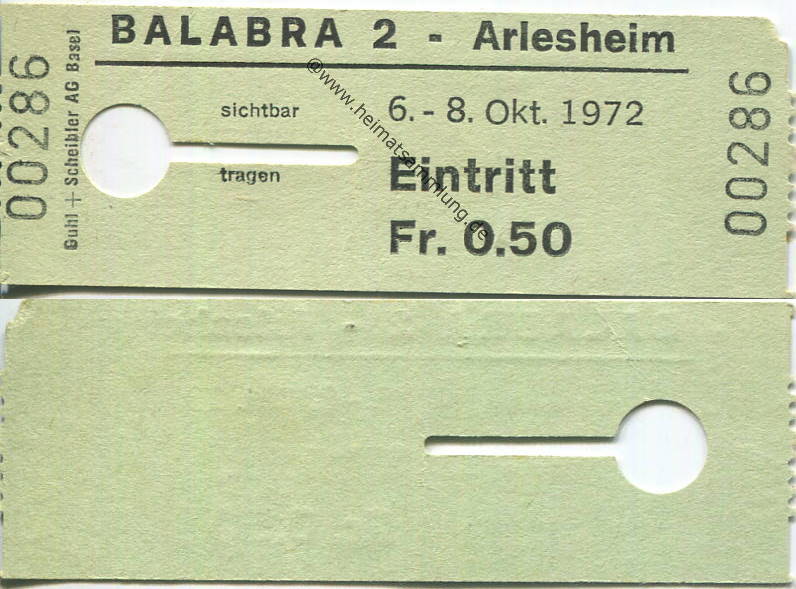 BALABRA 2 - Arlesheim
00286
Guhl + Scheibler AG Basel
sichtbar
tragen
6. - 8. Okt. 1972
Eintritt
Fr. 0.50
00286
@www.heimatsammlung.de